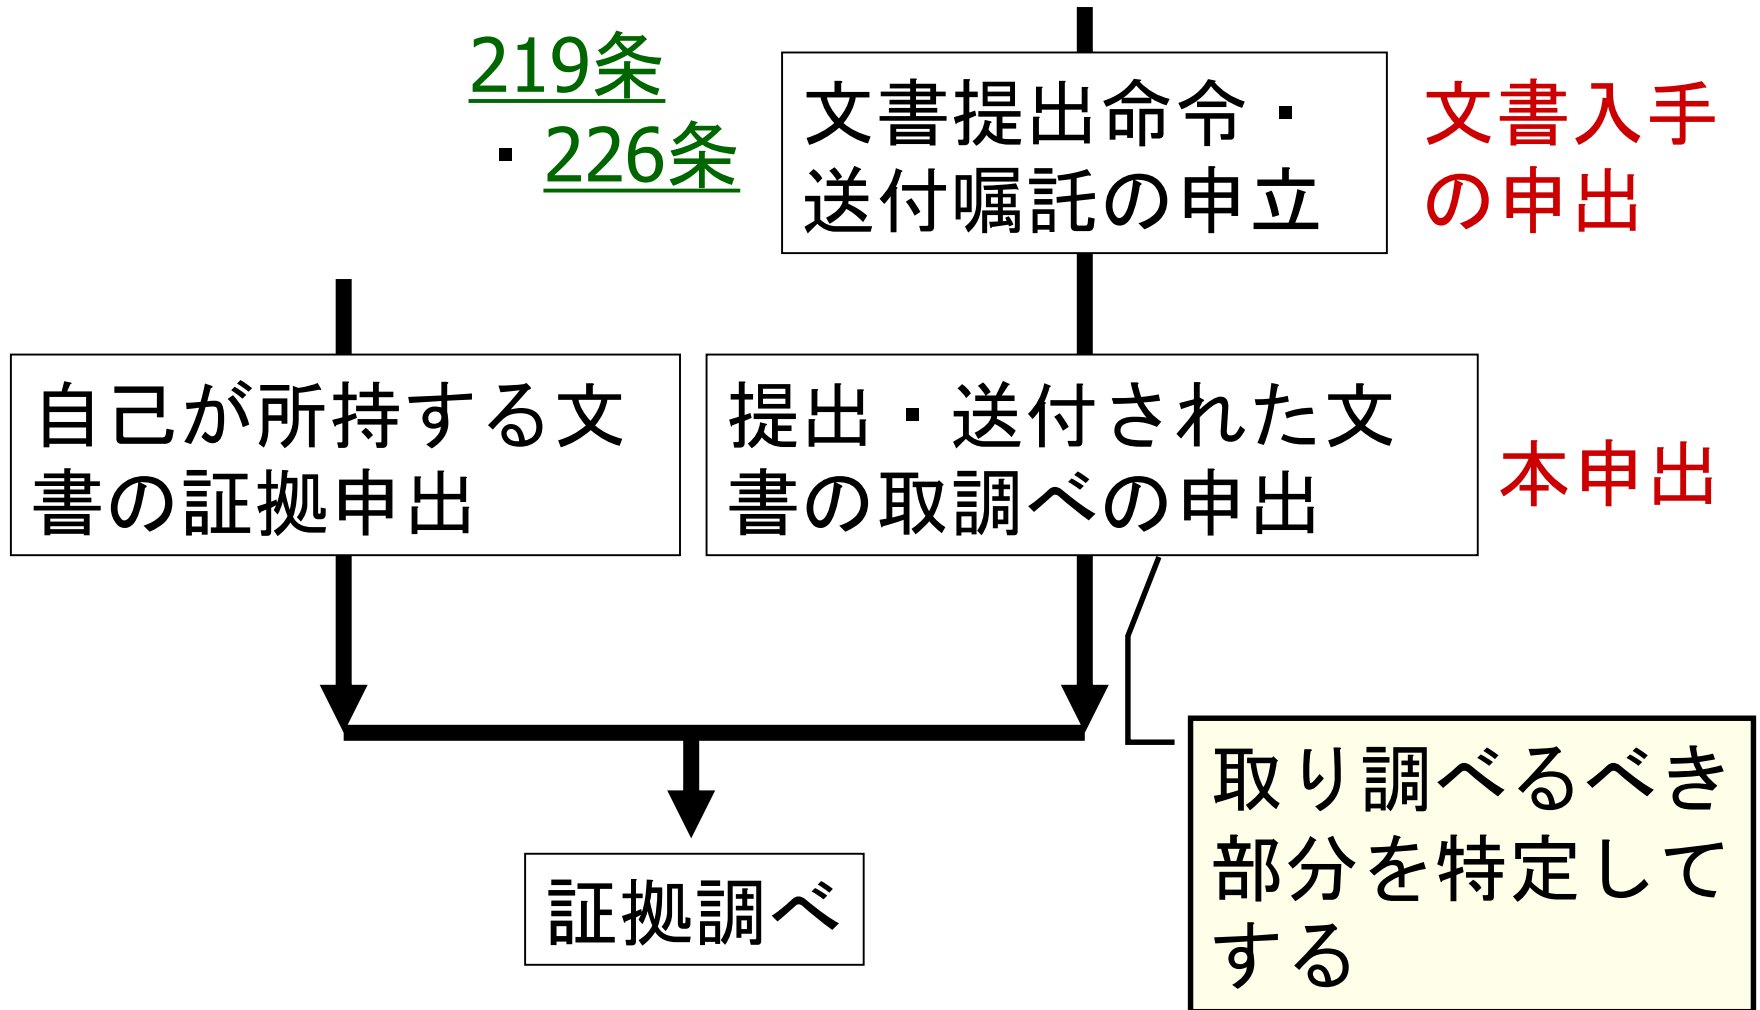 219条
・226条
文書提出命令・
送付嘱託の申立
文書入手
の申出
自己が所持する文
書の証拠申出
提出・送付された文
書の取調べの申出
本申出
取り調べるべき
部分を特定して
する
証拠調べ